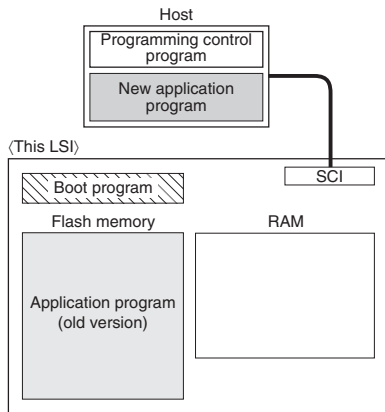 Host
Programming control
program
New application
program
〈This LSI〉
SCI
Boot program
Flash memory
RAM
Application program
(old version)